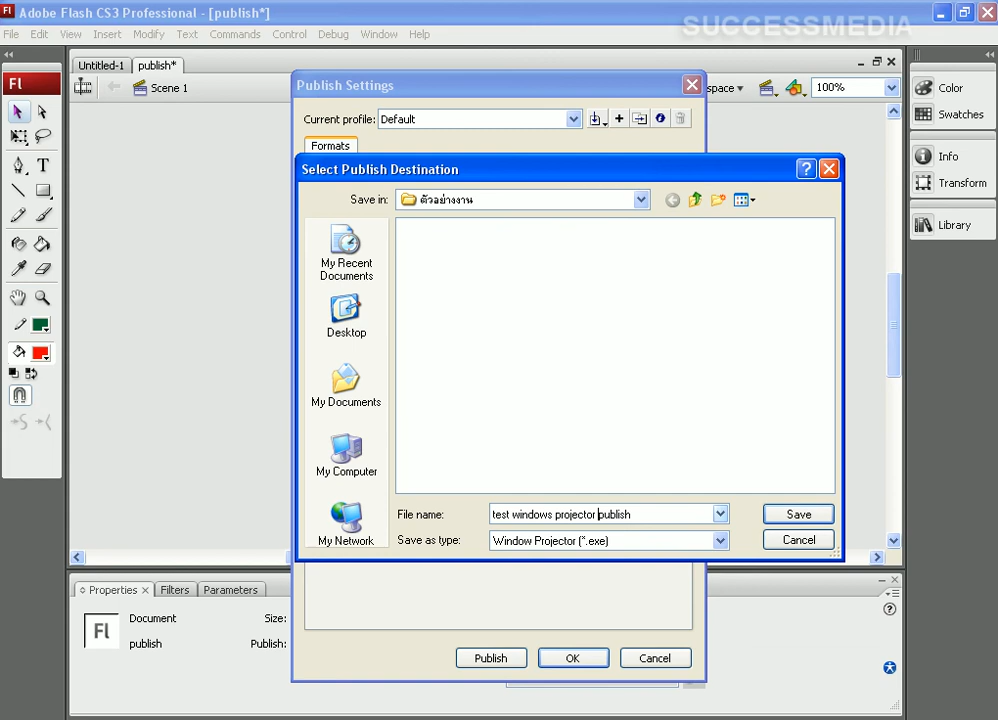 Fl Adobe Flash CS3 Professional - [publish*]
SUCCESSMEDIA
File Edit View Insert Modify Text Commands Control Debug Window Help
Untitled-1 publish*
Fl
Scene 1
space
100%
Publish Settings
Current profile: Default
Formats
Select Publish Destination
Save in: ตัวอย่างงาน
My Recent
Documents
Desktop
My Documents
My Computer
My Network
File name: test windows projector publish
Save
Save as type: Window Projector (*.exe)
Cancel
Publish OK Cancel
Color
Swatches
Info
Transform
Library
Properties Filters Parameters
Fl
Document Size:
publish Publish: